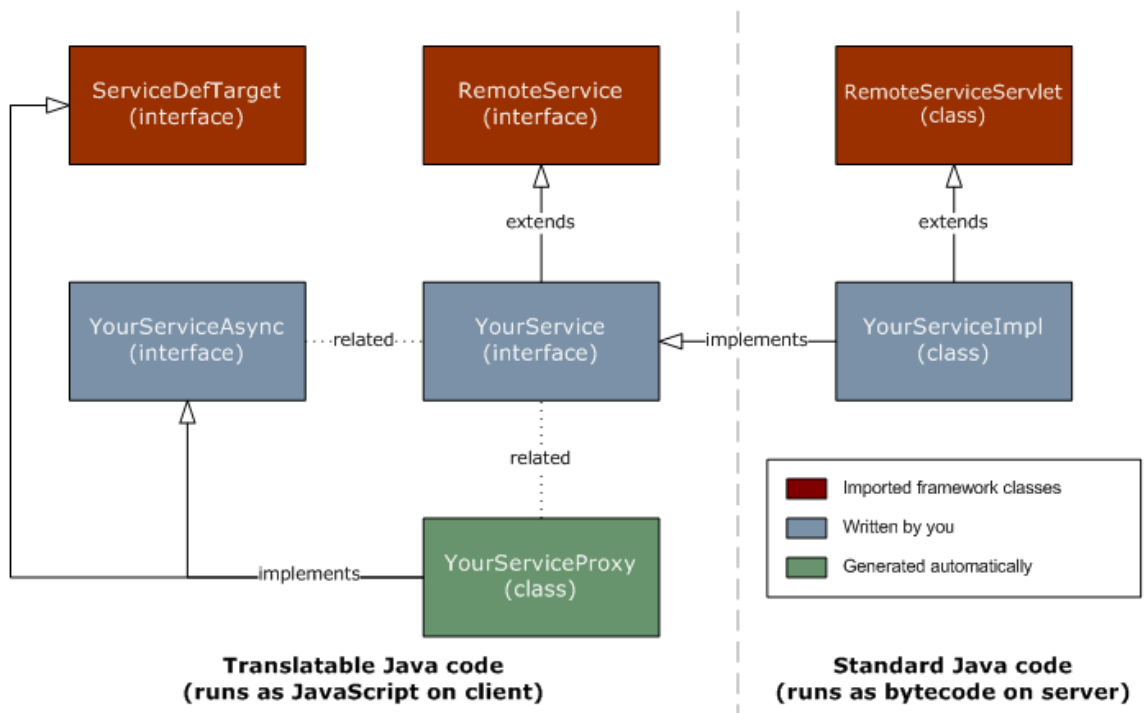 ServiceDefTarget
(interface)
RemoteService
(interface)
RemoteServiceServlet
(class)
extends
extends
YourServiceAsync
(interface)
related
YourService
(interface)
implements
YourServiceImpl
(class)
related
Imported framework classes
Written by you
Generated automatically
implements
YourServiceProxy
(class)
Translatable Java code
(runs as JavaScript on client)
Standard Java code
(runs as bytecode on server)